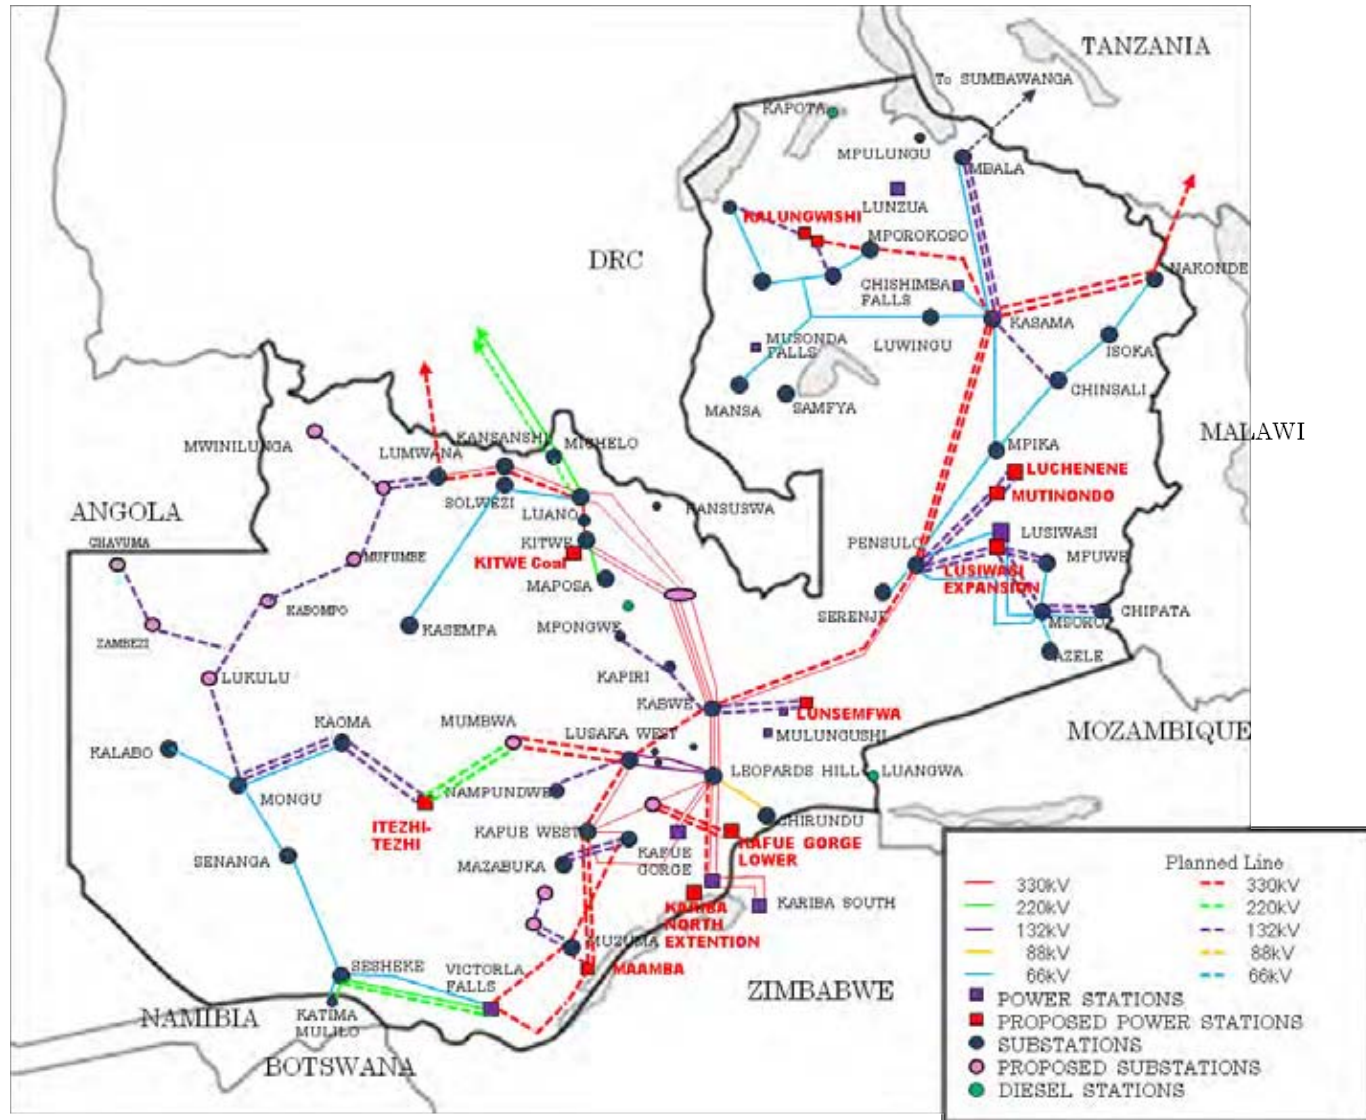 TANZANIA
To SUMBAWANGA
KAPUTA
MPULUNGU
MBALA
LUNZUA
KALUNGWISHI
MPOROKOSO
NAKONDE
DRC
CHISHIMBA
FALLS
KASAMA
MUSONDA
FALLS
LUWINGU
ISOKA
CHINSALI
MANSA
SAMFYA
MALAWI
MWINILUNGA
KANSANSHI
MICHELO
LUMWANA
MPIKA
LUCHENENE
MUTINONDO
SOLWEZI
ANGOLA
LUANO
KANSUSWA
CHAVUMA
KITWE
LUSIWASI
PENSULO
MUFUMBE
KITWE Coal
MPUWE
LUSIWASI
EXPANSION
MAPOSA
KABOMPO
SERENJE
MSORO
CHIPATA
KASEMPA
MPONGWE
ZAMBEZI
AZELE
LUKULU
KAPIRI
KABWE
LUNSEMFWA
KAOMA
MUMBWA
LUSAKA WEST
MULUNGUSHI
MOZAMBIQUE
KALABO
LEOPARDS HILL
LUANGWA
MONGU
NAMPUNDWE
ITEZHI-
TEZHI
KAFUE WEST
CHIRUNDU
KAFUE GORGE
LOWER
SENANGA
MAZABUKA
KAFUE
GORGE
KARIBA
NORTH
EXTENTION
KARIBA SOUTH
MUZUMA
SESHEKE
VICTORIA
FALLS
MAAMBA
ZIMBABWE
NAMIBIA
KATIMA
MULILO
BOTSWANA
Planned Line
330kV 330kV
220kV 220kV
132kV 132kV
88kV 88kV
66kV 66kV
POWER STATIONS
PROPOSED POWER STATIONS
SUBSTATIONS
PROPOSED SUBSTATIONS
DIESEL STATIONS